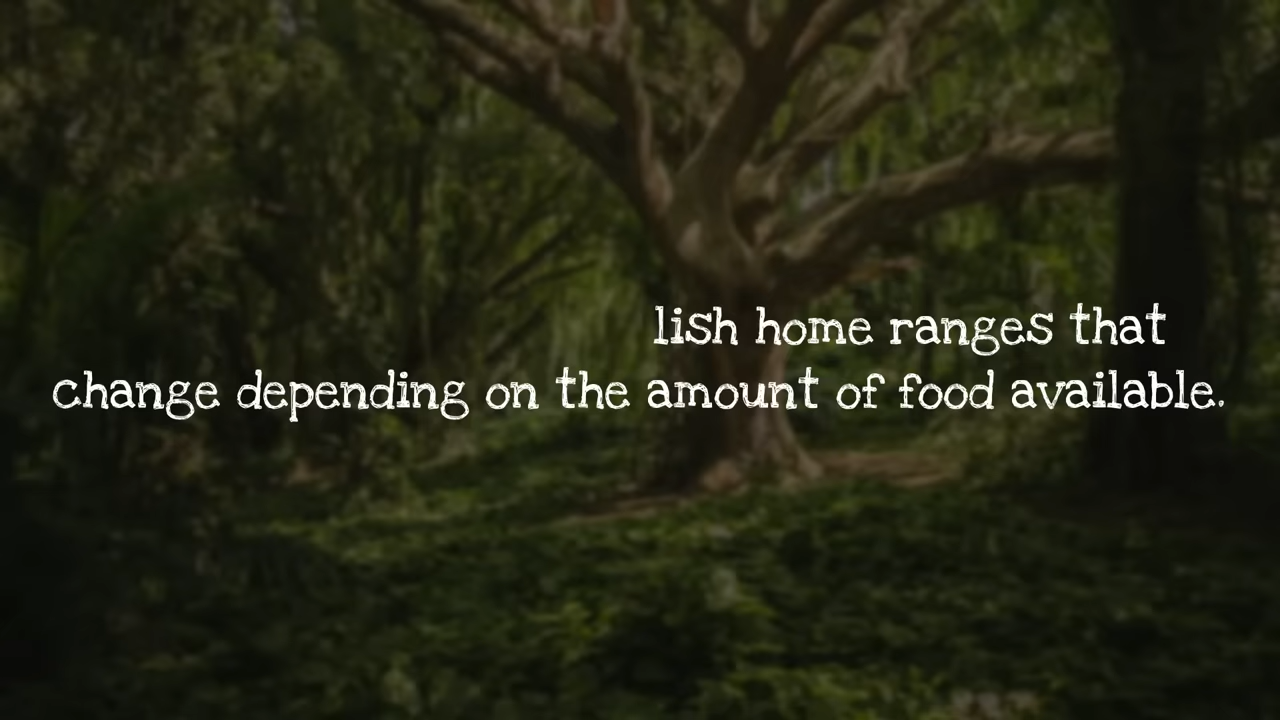 lish home ranges that
change depending on the amount of food available.